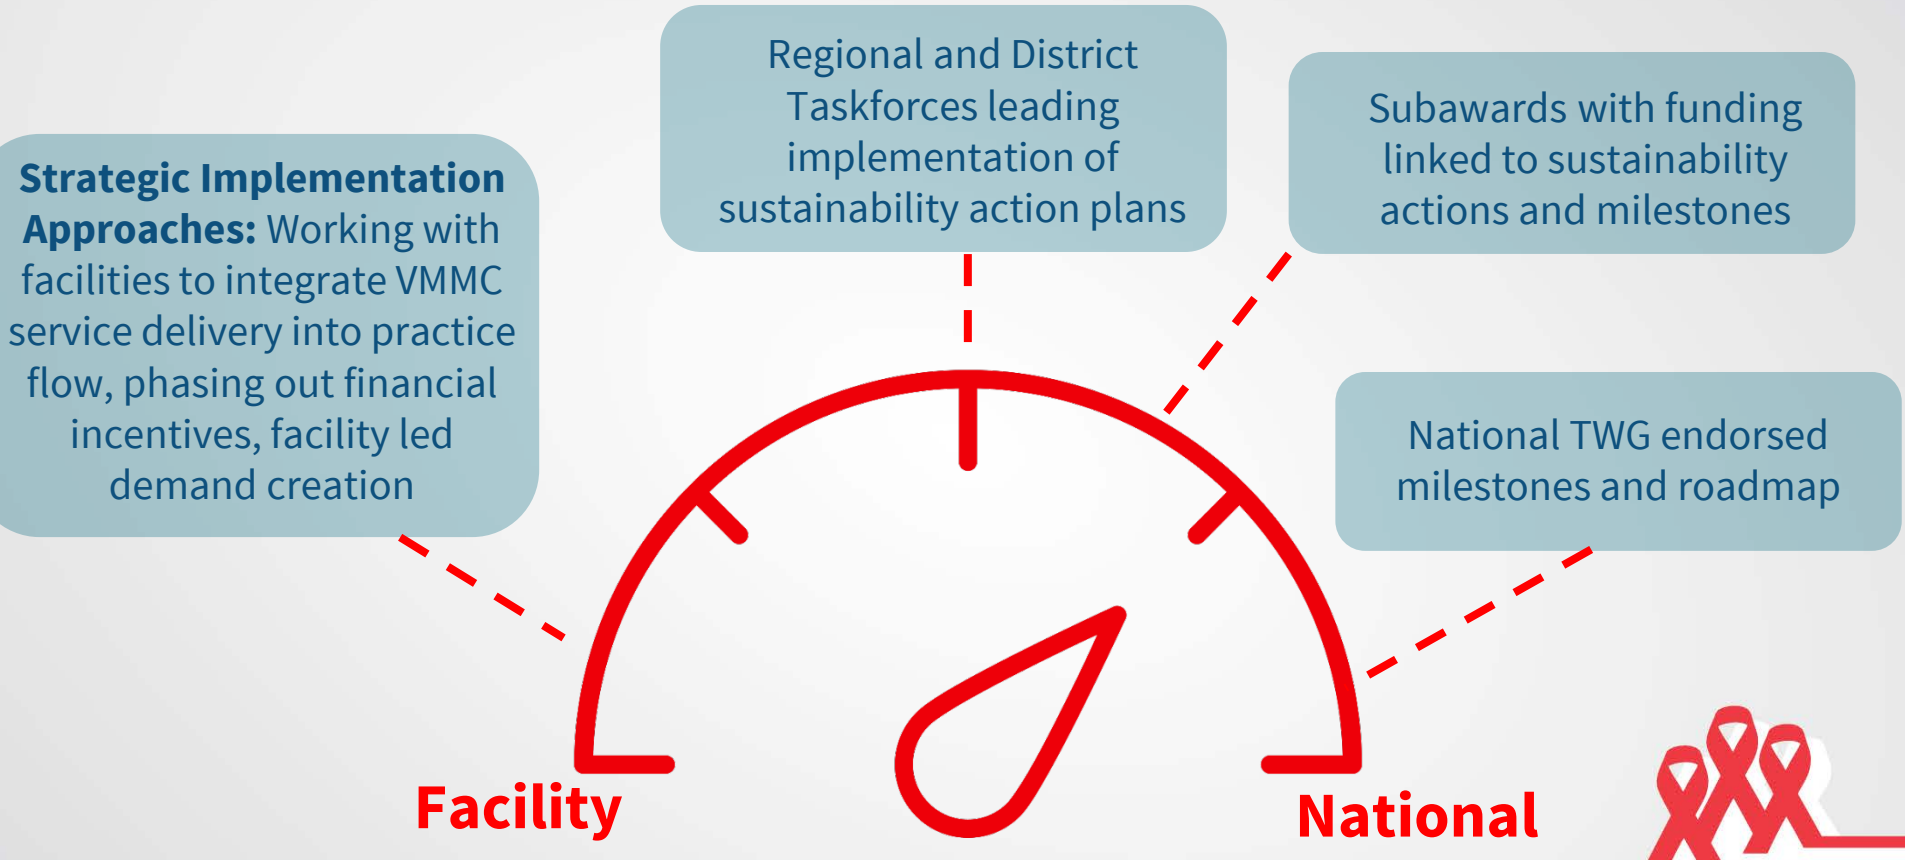 Strategic Implementation
Approaches: Working with
facilities to integrate VMMC
service delivery into practice
flow, phasing out financial
incentives, facility led
demand creation
Regional and District
Taskforces leading
implementation of
sustainability action plans
Subawards with funding
linked to sustainability
actions and milestones
National TWG endorsed
milestones and roadmap
Facility
National